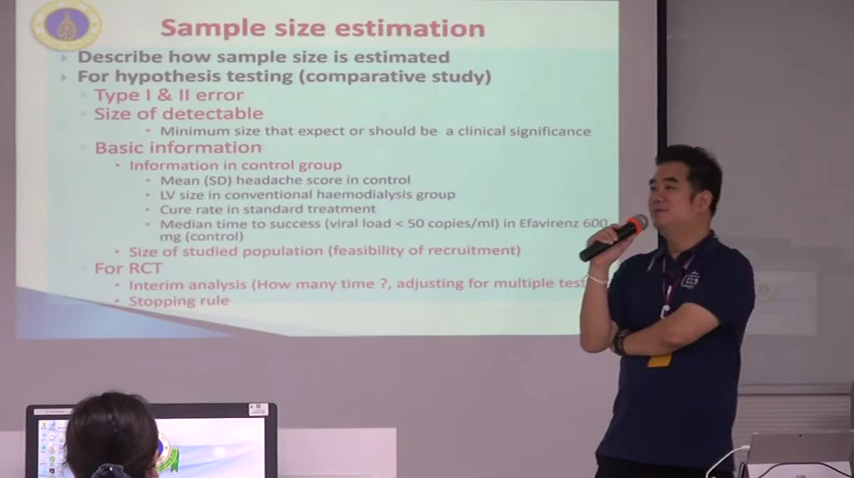 Sample size estimation
Describe how sample size is estimated
For hypothesis testing (comparative study)
Type I & II error
Size of detectable
Minimum size that expect or should be a clinical significance
Basic information
Information in control group
Mean (SD) headache score in control
LV size in conventional haemodialysis group
Cure rate in standard treatment
Median time to success (viral load < 50 copies/ml) in Efavirenz 600
mg (control)
Size of studied population (feasibility of recruitment)
For RCT
Interim analysis (How many time ?, adjusting for multiple test
Stopping rule